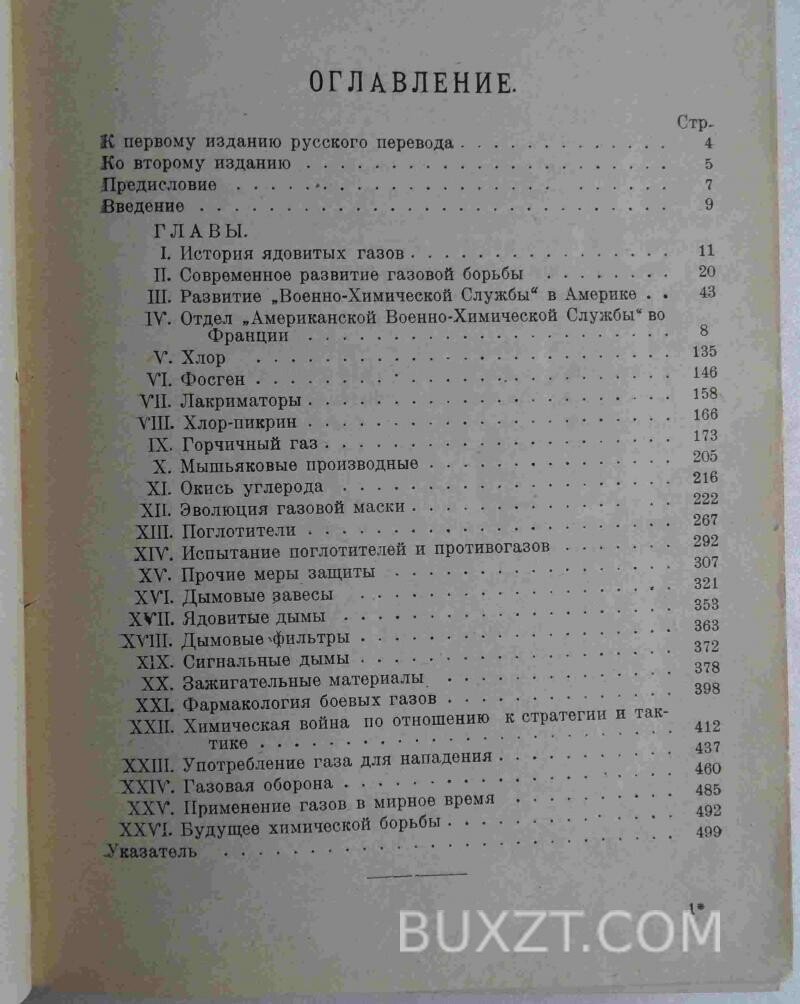 ОГЛАВЛЕНИЕ.
Стр.
К первому изданию русского перевода . . . . . . . . . . . . 4
Ко второму изданию . . . . . . . . . . . . . . . . . . . . 5
Предисловие . . . . . . . . . . . . . . . . . . . . 7
Введение . . . . . . . . . . . . . . . . . . . . . 9
ГЛАВЫ.
I. История ядовитых газов . . . . . . . . . . . . . . . 11
II. Современное развитие газовой борьбы . . . . . . . . 20
III. Развитие „Военно-Химической Службы“ в Америке . . 43
IV. Отдел „Американской Военно-Химической Службы“ во
Франции . . . . . . . . . . . . . . . . . . . . 8
V. Хлор . . . . . . . . . . . . . . . . . . . . 135
VI. Фосген . . . . . . . . . . . . . . . . . . . . 146
VII. Лакриматоры . . . . . . . . . . . . . . . . . . 158
VIII. Хлор-пикрин . . . . . . . . . . . . . . . . . . 166
IX. Горчичный газ . . . . . . . . . . . . . . . . . 173
X. Мышьяковые производные . . . . . . . . . . . . 205
XI. Окись углерода . . . . . . . . . . . . . . . . . 216
XII. Эволюция газовой маски . . . . . . . . . . . . . 222
XIII. Поглотители . . . . . . . . . . . . . . . . . . 267
XIV. Испытание поглотителей и противогазов . . . . . . 292
XV. Прочие меры защиты . . . . . . . . . . . . . . 307
XVI. Дымовые завесы . . . . . . . . . . . . . . . . 321
XVII. Ядовитые дымы . . . . . . . . . . . . . . . . 353
XVIII. Дымовые фильтры . . . . . . . . . . . . . . . 363
XIX. Сигнальные дымы . . . . . . . . . . . . . . . 372
XX. Зажигательные материалы . . . . . . . . . . . . 378
XXI. Фармакология боевых газов . . . . . . . . . . . 398
XXII. Химическая война по отношению к стратегии и так-
тике . . . . . . . . . . . . . . . . . . . . . 412
XXIII. Употребление газа для нападения . . . . . . . . . 437
XXIV. Газовая оборона . . . . . . . . . . . . . . . . 460
XXV. Применение газов в мирное время . . . . . . . . 485
XXVI. Будущее химической борьбы . . . . . . . . . . . 492
Указатель . . . . . . . . . . . . . . . . . . . . 499
1*
BUXZT.COM